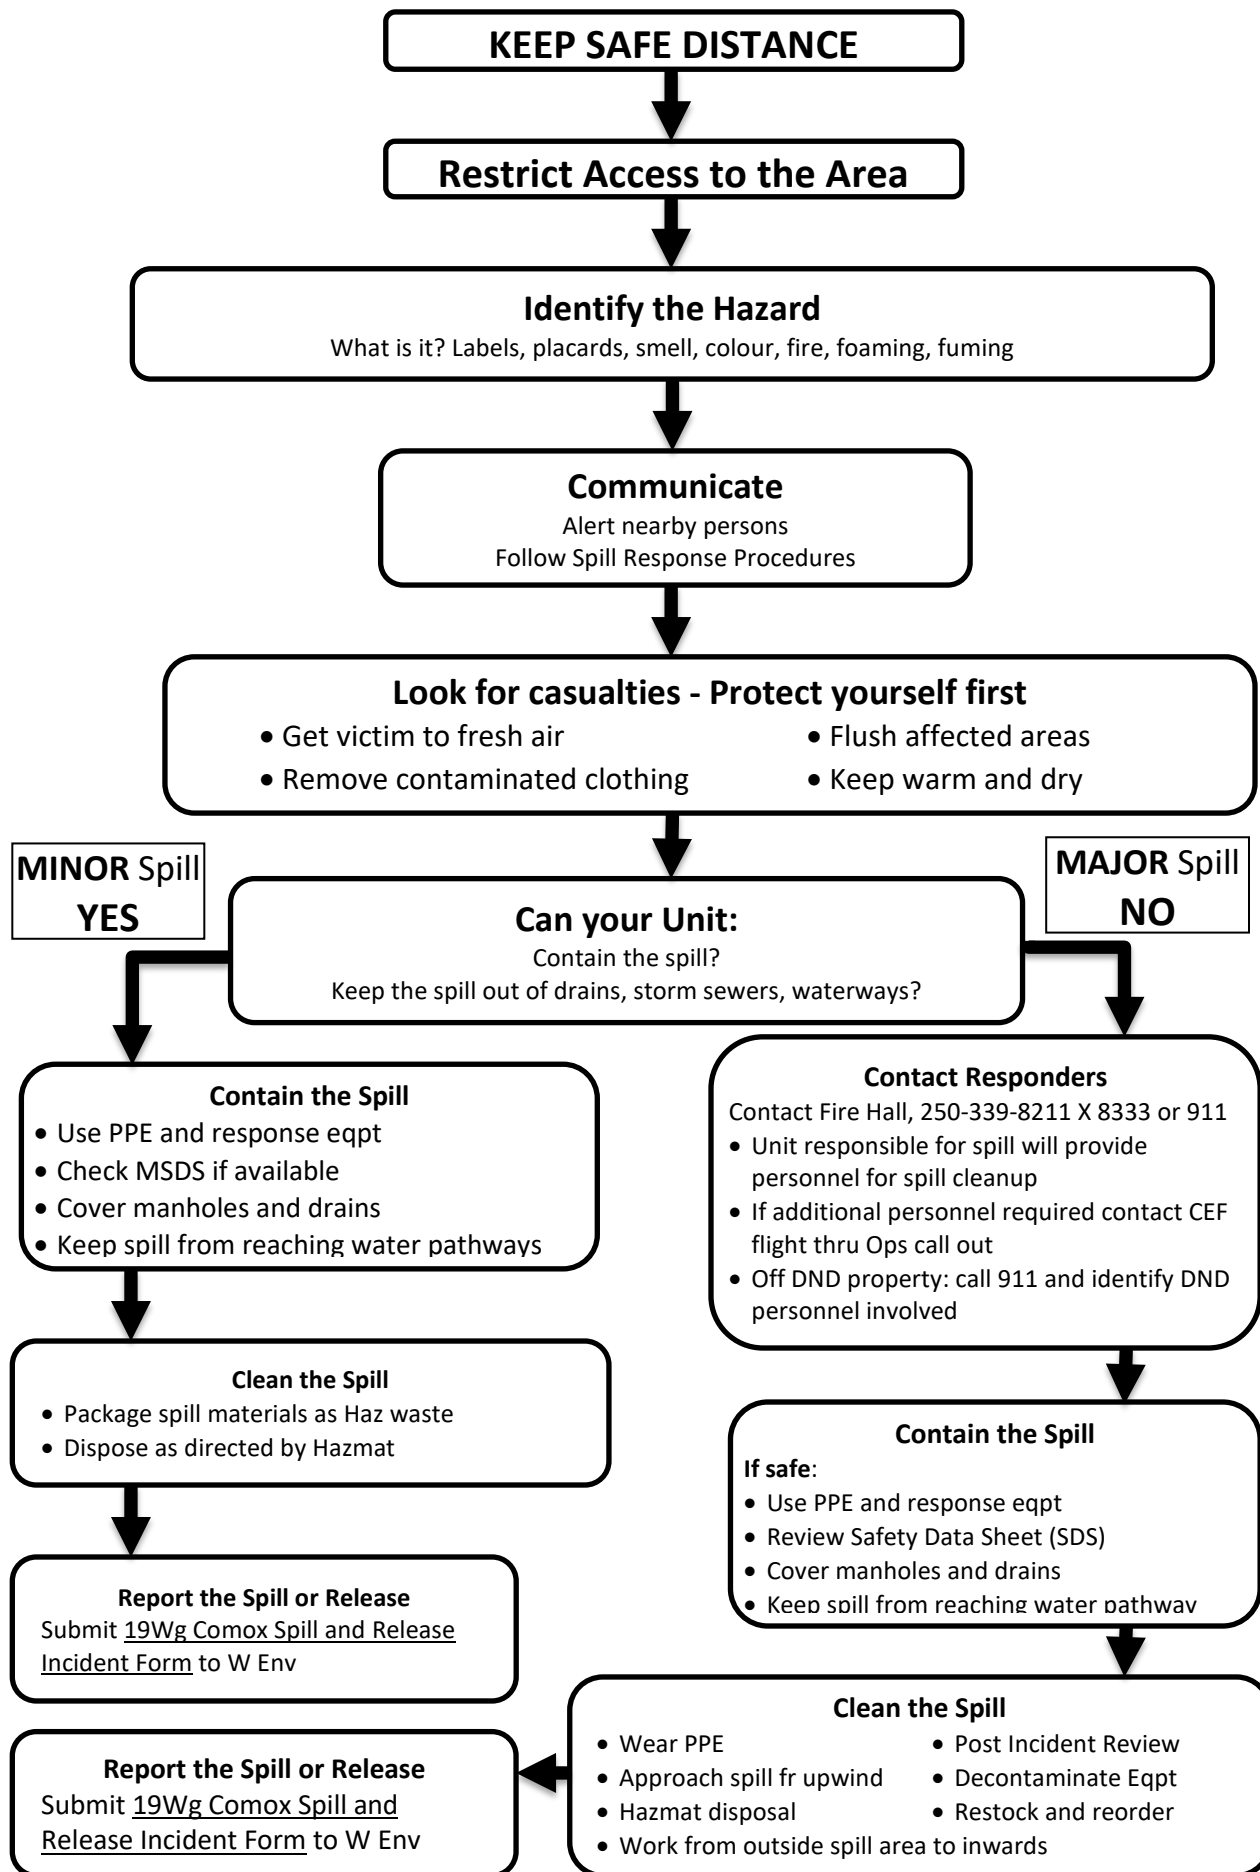 KEEP SAFE DISTANCE
Restrict Access to the Area
Identify the Hazard
What is it? Labels, placards, smell, colour, fire, foaming, fuming
Communicate
Alert nearby persons
Follow Spill Response Procedures
Look for casualties - Protect yourself first
• Get victim to fresh air
• Remove contaminated clothing
• Flush affected areas
• Keep warm and dry
MINOR Spill
YES
MAJOR Spill
NO
Can your Unit:
Contain the spill?
Keep the spill out of drains, storm sewers, waterways?
Contain the Spill
• Use PPE and response eqpt
• Check MSDS if available
• Cover manholes and drains
• Keep spill from reaching water pathways
Clean the Spill
• Package spill materials as Haz waste
• Dispose as directed by Hazmat
Report the Spill or Release
Submit 19Wg Comox Spill and Release
Incident Form to W Env
Contact Responders
Contact Fire Hall, 250-339-8211 X 8333 or 911
• Unit responsible for spill will provide
personnel for spill cleanup
• If additional personnel required contact CEF
flight thru Ops call out
• Off DND property: call 911 and identify DND
personnel involved
Contain the Spill
If safe:
• Use PPE and response eqpt
• Review Safety Data Sheet (SDS)
• Cover manholes and drains
• Keep spill from reaching water pathway
Clean the Spill
• Wear PPE
• Approach spill fr upwind
• Hazmat disposal
• Work from outside spill area to inwards
• Post Incident Review
• Decontaminate Eqpt
• Restock and reorder
Report the Spill or Release
Submit 19Wg Comox Spill and
Release Incident Form to W Env